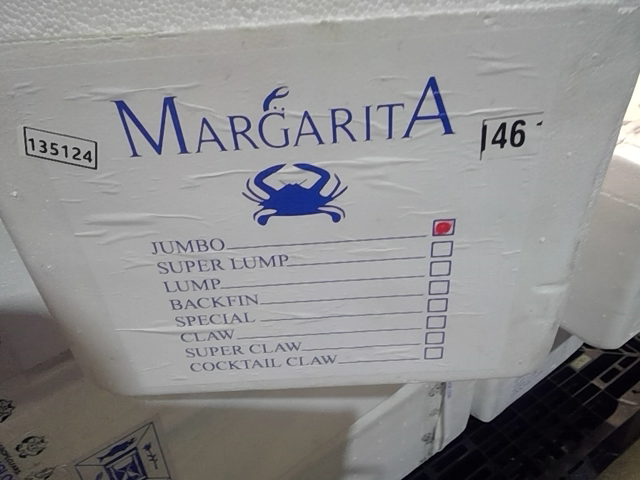 MARGARITA
135124
146
JUMBO
SUPER LUMP
LUMP
BACKFIN
SPECIAL
CLAW
SUPER CLAW
COCKTAIL CLAW